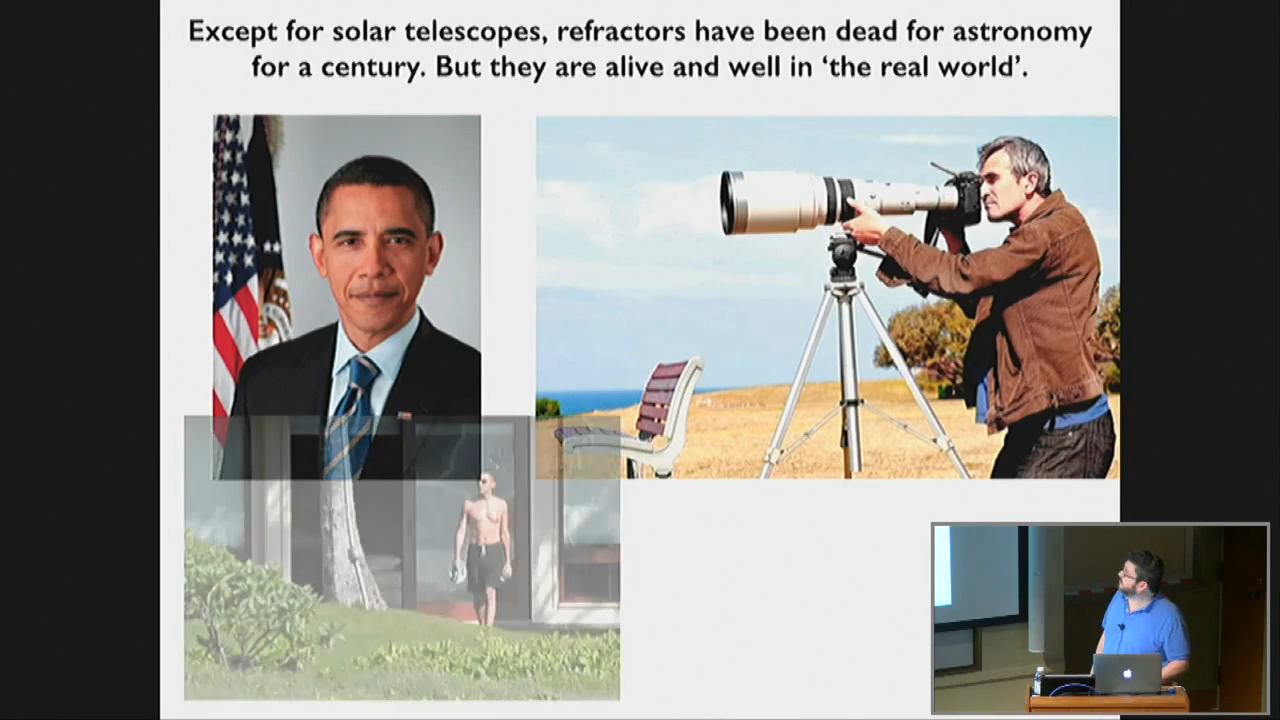 Except for solar telescopes, refractors have been dead for astronomy
for a century. But they are alive and well in ‘the real world’.